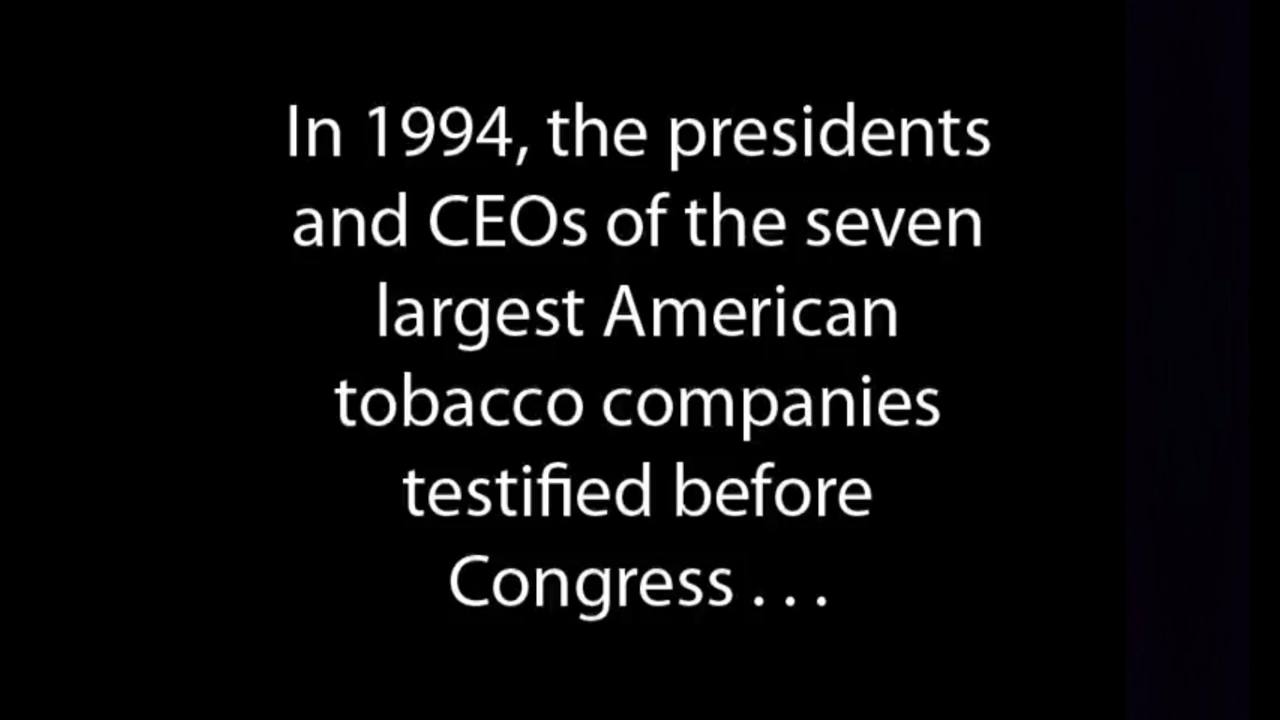 In 1994, the presidents
and CEOs of the seven
largest American
tobacco companies
testified before
Congress . . .